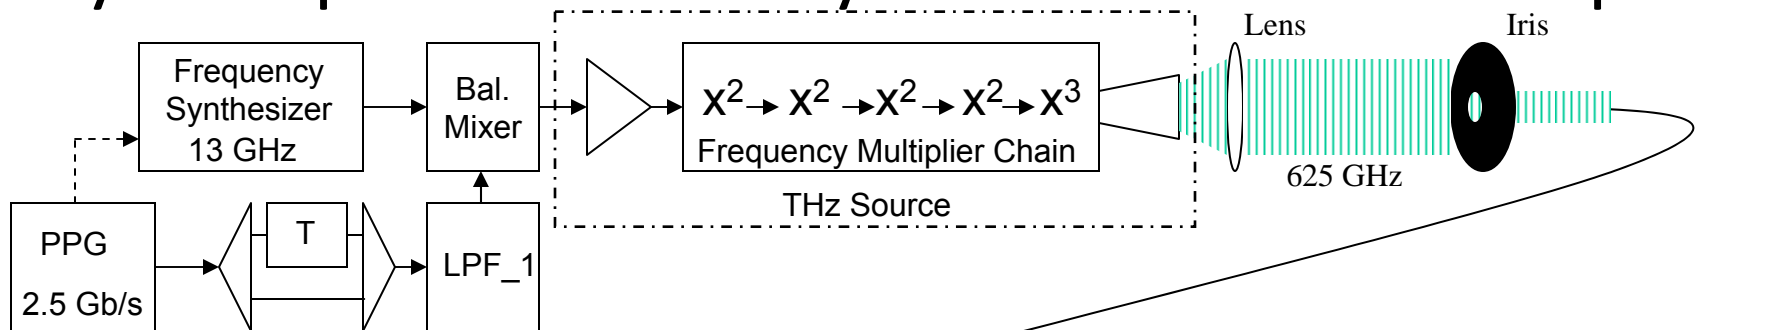 Lens
Iris
Frequency
Synthesizer
13 GHz
Bal.
Mixer
x2 x2 x2 x2 x3
Frequency Multiplier Chain
625 GHz
THz Source
PPG
2.5 Gb/s
T
LPF_1